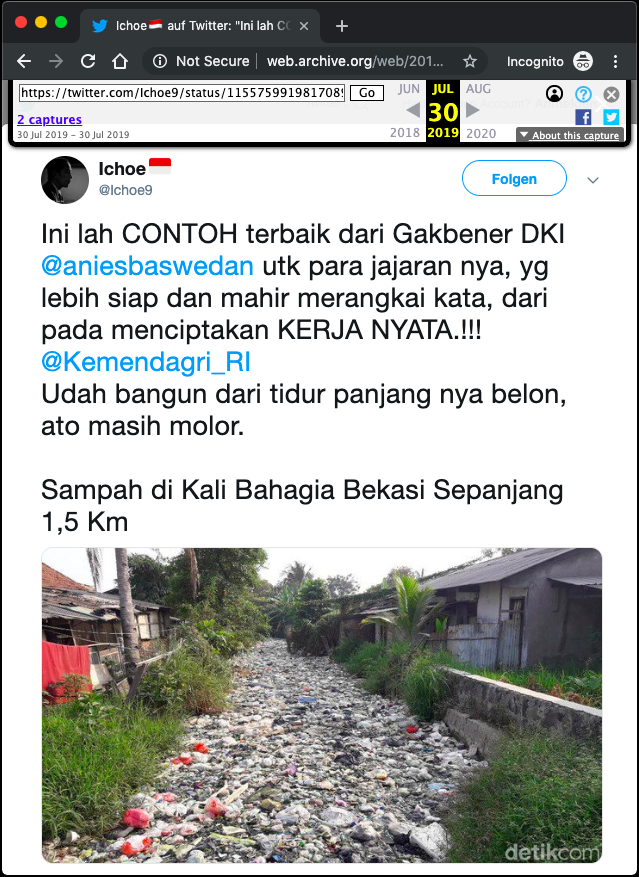 Ichoe🇮🇩 auf Twitter: "Ini lah CO
Not Secure
web.archive.org/web/201...
Incognito
https://twitter.com/Ichoe9/status/1155759919817089
Go
JUN
JUL
AUG
2 captures
30
30 Jul 2019 – 30 Jul 2019
2018
2019
2020
About this capture
Ichoe🇮🇩
@Ichoe9
Folgen
Ini lah CONTOH terbaik dari Gakbener DKI
@aniesbaswedan utk para jajaran nya, yg
lebih siap dan mahir merangkai kata, dari
pada menciptakan KERJA NYATA.!!!
@Kemendagri_RI
Udah bangun dari tidur panjang nya belon,
ato masih molor.
Sampah di Kali Bahagia Bekasi Sepanjang
1,5 Km
detikcom